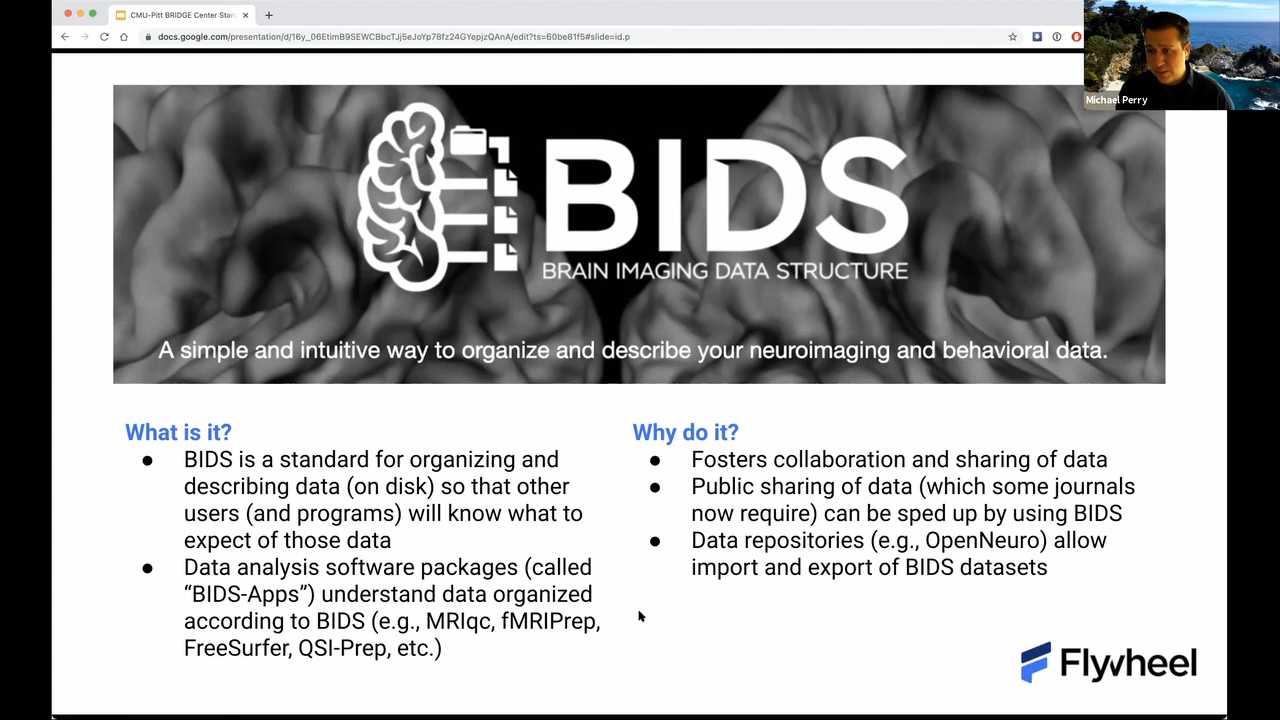 CMU-Pitt BRIDGE Center Stan
docs.google.com/presentation/d/16y_06EtimB9SEWCBbcTJj5eJoYp78fz24GYepjzQAnA/edit?ts=60be81f5#slide=id.p
Michael Perry
BIDS
BRAIN IMAGING DATA STRUCTURE
A simple and intuitive way to organize and describe your neuroimaging and behavioral data.
What is it?
● BIDS is a standard for organizing and
describing data (on disk) so that other
users (and programs) will know what to
expect of those data
● Data analysis software packages (called
“BIDS-Apps”) understand data organized
according to BIDS (e.g., MRIqc, fMRIPrep,
FreeSurfer, QSI-Prep, etc.)
Why do it?
● Fosters collaboration and sharing of data
● Public sharing of data (which some journals
now require) can be sped up by using BIDS
● Data repositories (e.g., OpenNeuro) allow
import and export of BIDS datasets
Flywheel